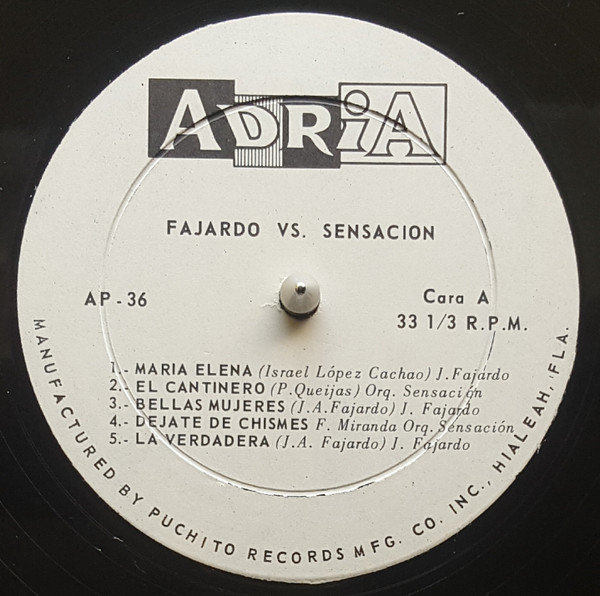 ADRiA
FAJARDO VS. SENSACION
AP-36
Cara A
33 1/3 R.P.M.
1.- MARIA ELENA (Israel López Cachao) J.Fajardo
2.- EL CANTINERO (P.Queijas) Orq. Sensación
3.- BELLAS MUJERES (J.A.Fajardo) J. Fajardo
4.- DEJATE DE CHISMES F. Miranda Orq. Sensación
5.- LA VERDADERA (J.A. Fajardo) J. Fajardo
MANUFACTURED BY PUCHITO RECORDS MFG. CO. INC., HIALEAH, FLA.